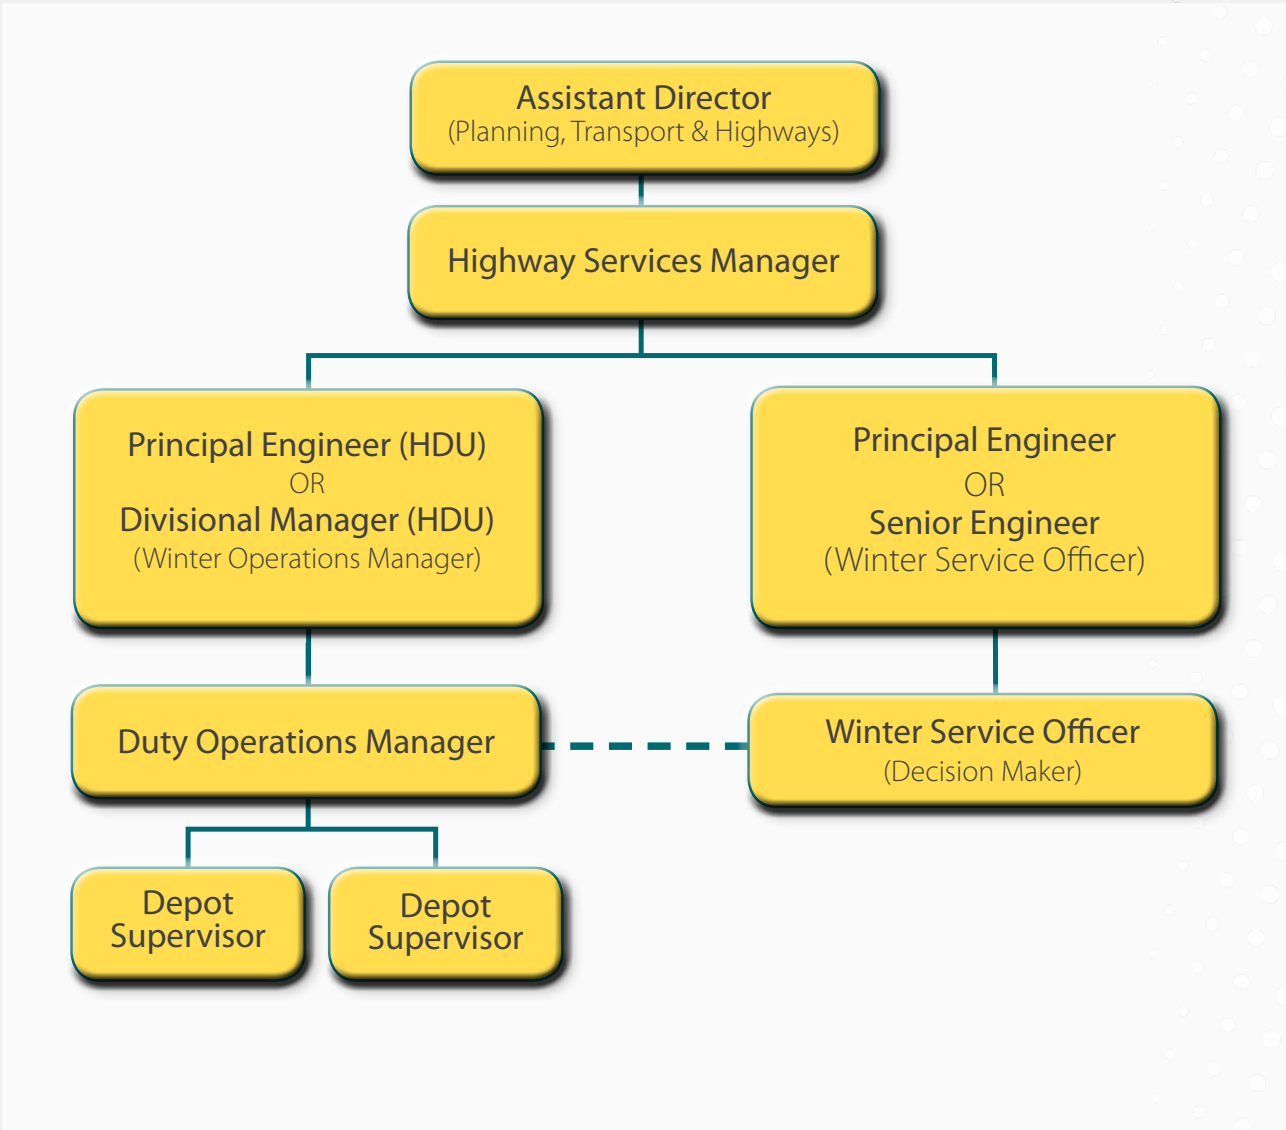 Assistant Director
(Planning, Transport & Highways)
Highway Services Manager
Principal Engineer (HDU)
OR
Divisional Manager (HDU)
(Winter Operations Manager)
Principal Engineer
OR
Senior Engineer
(Winter Service Officer)
Duty Operations Manager
Winter Service Officer
(Decision Maker)
Depot
Supervisor
Depot
Supervisor